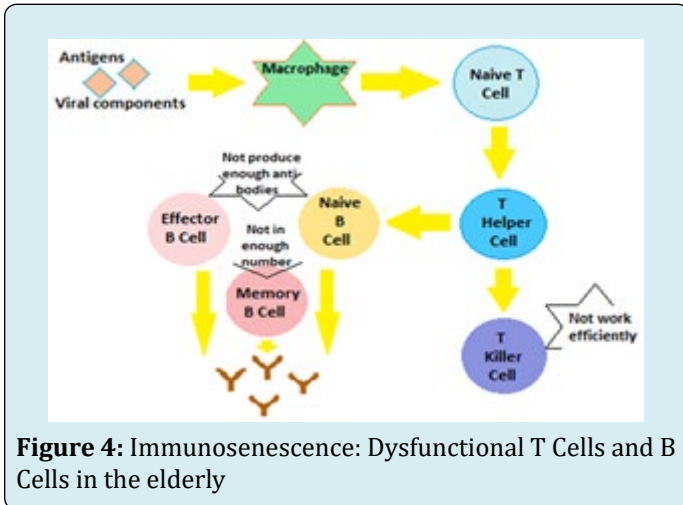 Antigens
Viral components
Macrophage
Naive T
Cell
Not produce
enough anti
bodies
Effector
B Cell
Naive
B
Cell
T
Helper
Cell
Not in
enough
number
Memory
B Cell
T
Killer
Cell
Not work
efficiently
Figure 4: Immunosenescence: Dysfunctional T Cells and B
Cells in the elderly